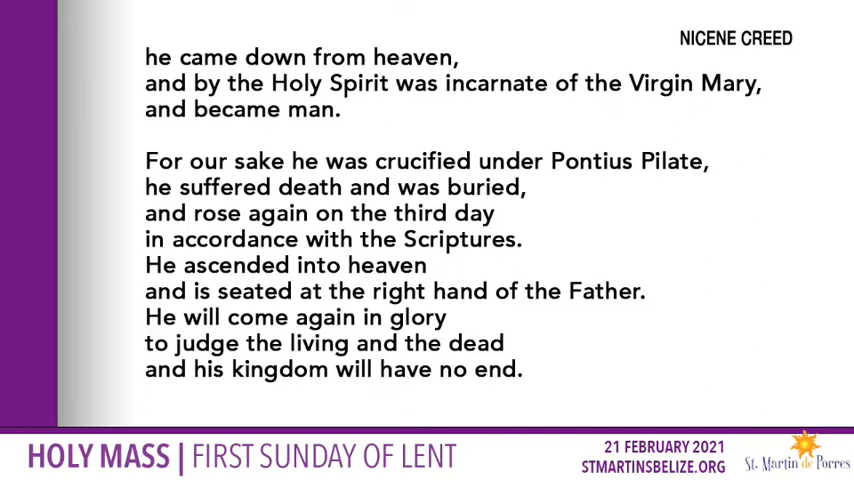 NICENE CREED
he came down from heaven,
and by the Holy Spirit was incarnate of the Virgin Mary,
and became man.
For our sake he was crucified under Pontius Pilate,
he suffered death and was buried,
and rose again on the third day
in accordance with the Scriptures.
He ascended into heaven
and is seated at the right hand of the Father.
He will come again in glory
to judge the living and the dead
and his kingdom will have no end.
HOLY MASS | FIRST SUNDAY OF LENT
21 FEBRUARY 2021
STMARTINSBELIZE.ORG
St. Martin de Porres